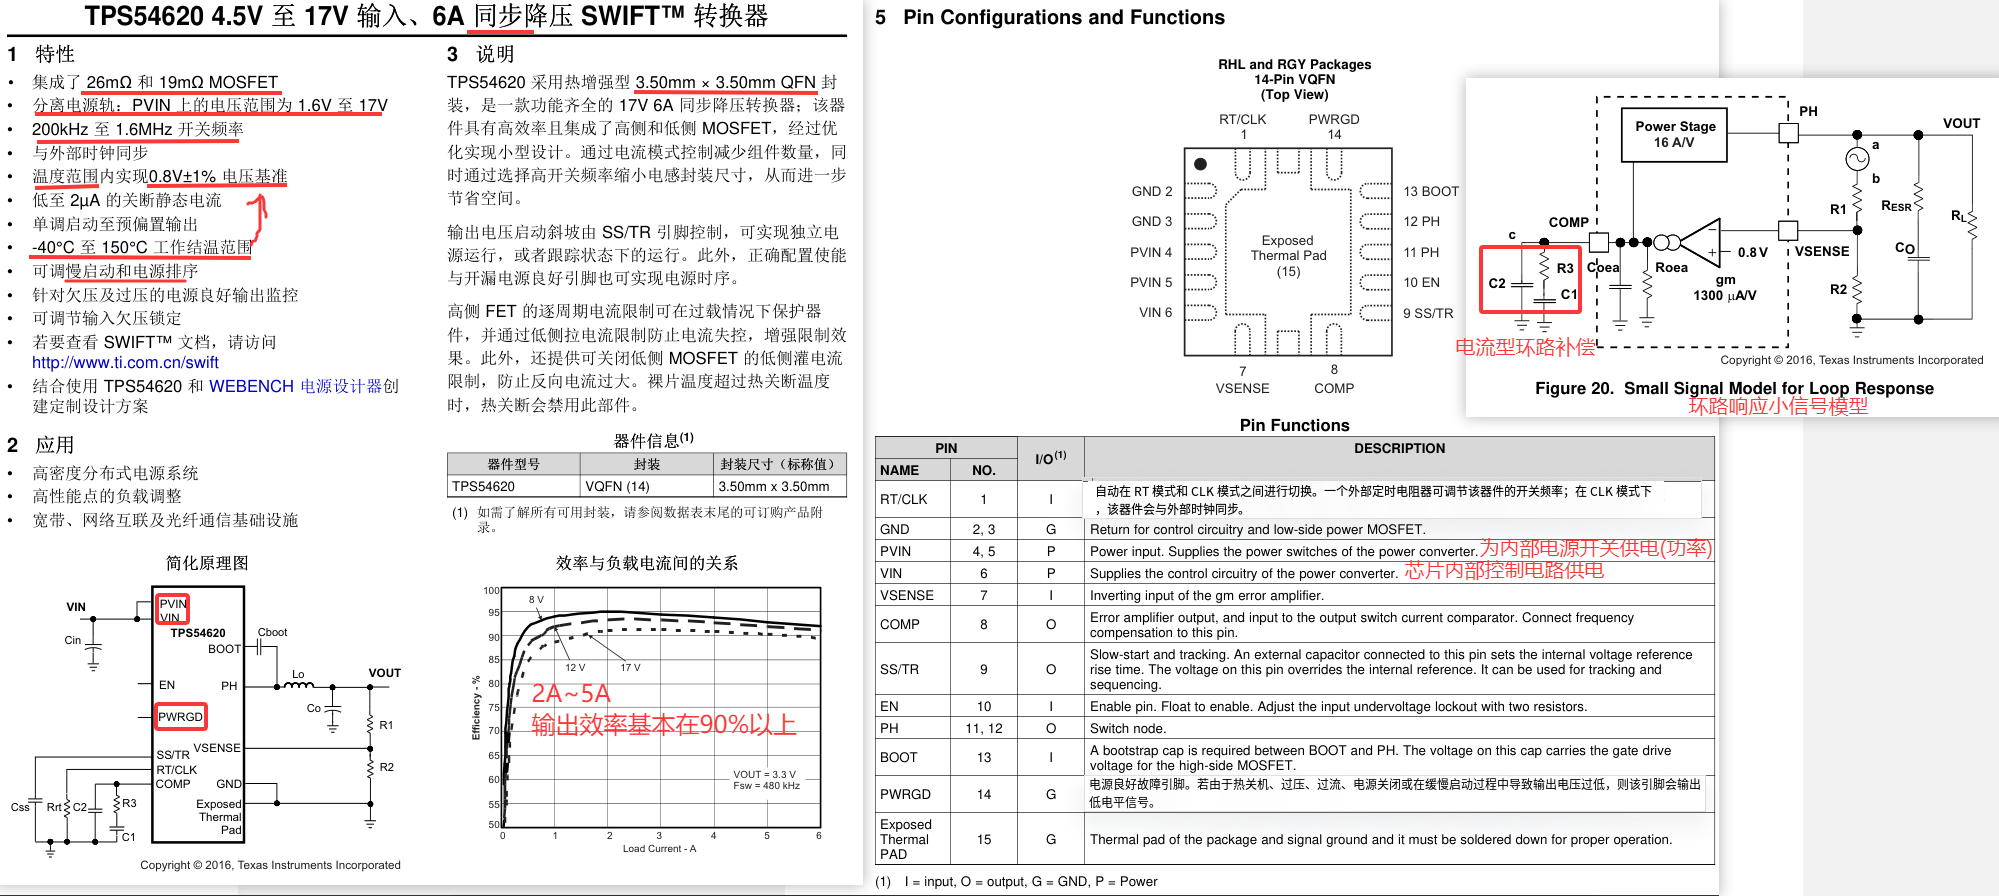 TPS54620 4.5V 至 17V 输入、6A 同步降压 SWIFT™ 转换器
1 特性
• 集成了 26mΩ 和 19mΩ MOSFET
• 分离电源轨：PVIN 上的电压范围为 1.6V 至 17V
• 200kHz 至 1.6MHz 开关频率
• 与外部时钟同步
• 温度范围内实现0.8V±1% 电压基准
• 低至 2µA 的关断静态电流
• 单调启动至预偏置输出
• -40°C 至 150°C 工作结温范围
• 可调慢启动和电源排序
• 针对欠压及过压的电源良好输出监控
• 可调节输入欠压锁定
• 若要查看 SWIFT™ 文档，请访问
http://www.ti.com.cn/swift
• 结合使用 TPS54620 和 WEBENCH 电源设计器创
建定制设计方案
2 应用
• 高密度分布式电源系统
• 高性能点的负载调整
• 宽带、网络互联及光纤通信基础设施
简化原理图
VIN
Cin
PVIN
VIN
TPS54620
BOOT
Cboot
EN
PH
Lo
VOUT
Co
PWRGD
R1
VSENSE
SS/TR
RT/CLK
COMP
GND
R2
Exposed
Thermal
Pad
Css
Rrt
C2
R3
C1
Copyright © 2016, Texas Instruments Incorporated
3 说明
TPS54620 采用热增强型 3.50mm × 3.50mm QFN 封
装，是一款功能齐全的 17V 6A 同步降压转换器；该器
件具有高效率且集成了高侧和低侧 MOSFET，经过优
化实现小型设计。通过电流模式控制减少组件数量，同
时通过选择高开关频率缩小电感封装尺寸，从而进一步
节省空间。
输出电压启动斜坡由 SS/TR 引脚控制，可实现独立电
源运行，或者跟踪状态下的运行。此外，正确配置使能
与开漏电源良好引脚也可实现电源时序。
高侧 FET 的逐周期电流限制可在过载情况下保护器
件，并通过低侧拉电流限制防止电流失控，增强限制效
果。此外，还提供可关闭低侧 MOSFET 的低侧灌电流
限制，防止反向电流过大。裸片温度超过热关断温度
时，热关断会禁用此部件。
器件信息(1)
器件型号 封装 封装尺寸（标称值）
TPS54620 VQFN (14) 3.50mm x 3.50mm
(1) 如需了解所有可用封装，请参阅数据表末尾的可订购产品附
录。
效率与负载电流间的关系
100
95
90
85
80
75
70
65
60
55
50
Efficiency - %
8 V
12 V
17 V
2A~5A
输出效率基本在90%以上
VOUT = 3.3 V
Fsw = 480 kHz
0 1 2 3 4 5 6
Load Current - A
5 Pin Configurations and Functions
RHL and RGY Packages
14-Pin VQFN
(Top View)
RT/CLK PWRGD
1 14
GND 2
GND 3
PVIN 4
PVIN 5
VIN 6
Exposed
Thermal Pad
(15)
13 BOOT
12 PH
11 PH
10 EN
9 SS/TR
7 8
VSENSE COMP
Power Stage
16 A/V
PH
VOUT
a
b
R1
RESR
RL
COMP
c
VSENSE
CO
0.8 V
Coea
Roea
gm
1300 µA/V
R2
R3
C2
C1
电流型环路补偿
Copyright © 2016, Texas Instruments Incorporated
Figure 20. Small Signal Model for Loop Response
环路响应小信号模型
Pin Functions
PIN I/O(1) DESCRIPTION
NAME NO.
RT/CLK 1 I 自动在 RT 模式和 CLK 模式之间进行切换。一个外部定时电阻器可调节该器件的开关频率；在 CLK 模式下
，该器件会与外部时钟同步。
GND 2, 3 G Return for control circuitry and low-side power MOSFET.
PVIN 4, 5 P Power input. Supplies the power switches of the power converter. 为内部电源开关供电(功率)
VIN 6 P Supplies the control circuitry of the power converter. 芯片内部控制电路供电
VSENSE 7 I Inverting input of the gm error amplifier.
COMP 8 O Error amplifier output, and input to the output switch current comparator. Connect frequency
compensation to this pin.
SS/TR 9 O Slow-start and tracking. An external capacitor connected to this pin sets the internal voltage reference
rise time. The voltage on this pin overrides the internal reference. It can be used for tracking and
sequencing.
EN 10 I Enable pin. Float to enable. Adjust the input undervoltage lockout with two resistors.
PH 11, 12 O Switch node.
BOOT 13 I A bootstrap cap is required between BOOT and PH. The voltage on this cap carries the gate drive
voltage for the high-side MOSFET.
PWRGD 14 G 电源良好故障引脚。若由于热关机、过压、过流、电源关闭或在缓慢启动过程中导致输出电压过低，则该引脚会输出
低电平信号。
Exposed
Thermal
PAD 15 G Thermal pad of the package and signal ground and it must be soldered down for proper operation.
(1) I = input, O = output, G = GND, P = Power